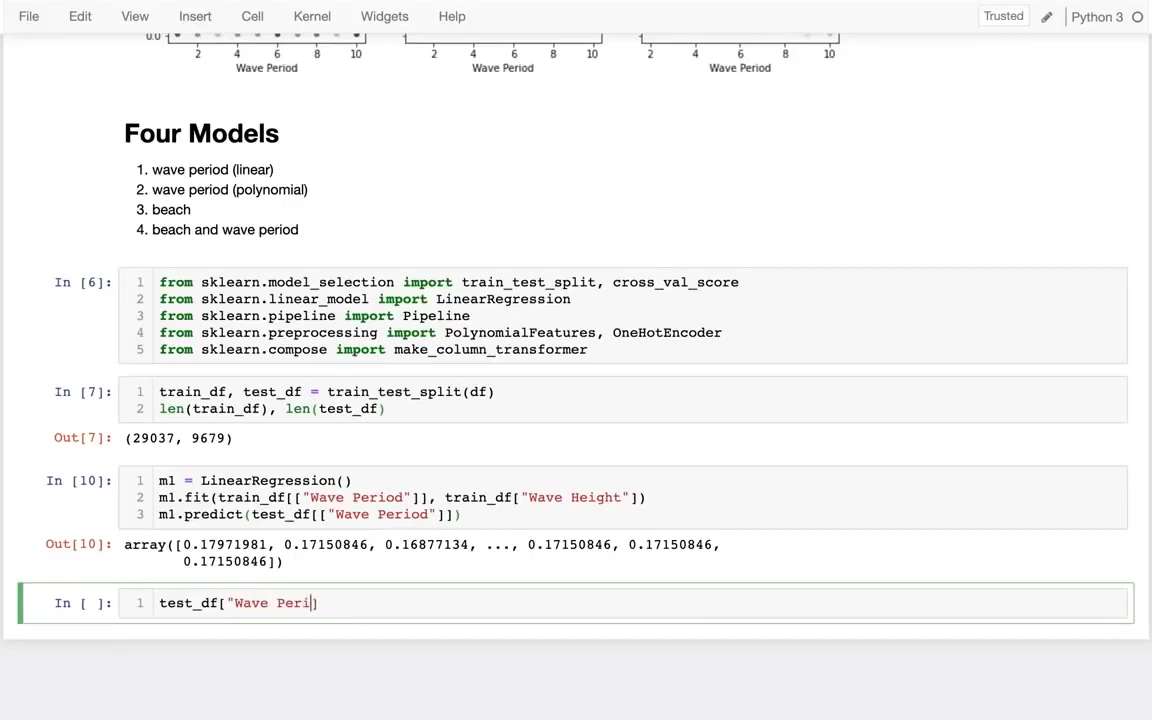 File Edit View Insert Cell Kernel Widgets Help Trusted Python 3
0.0
2 4 6 8 10 2 4 6 8 10 2 4 6 8 10
Wave Period Wave Period Wave Period
Four Models
1. wave period (linear)
2. wave period (polynomial)
3. beach
4. beach and wave period
In [6]: 1 from sklearn.model_selection import train_test_split, cross_val_score
2 from sklearn.linear_model import LinearRegression
3 from sklearn.pipeline import Pipeline
4 from sklearn.preprocessing import PolynomialFeatures, OneHotEncoder
5 from sklearn.compose import make_column_transformer
In [7]: 1 train_df, test_df = train_test_split(df)
2 len(train_df), len(test_df)
Out[7]: (29037, 9679)
In [10]: 1 m1 = LinearRegression()
2 m1.fit(train_df[["Wave Period"]], train_df["Wave Height"])
3 m1.predict(test_df[["Wave Period"]])
Out[10]: array([0.17971981, 0.17150846, 0.16877134, ..., 0.17150846, 0.17150846,
0.17150846])
In [ ]: 1 test_df["Wave Peri]